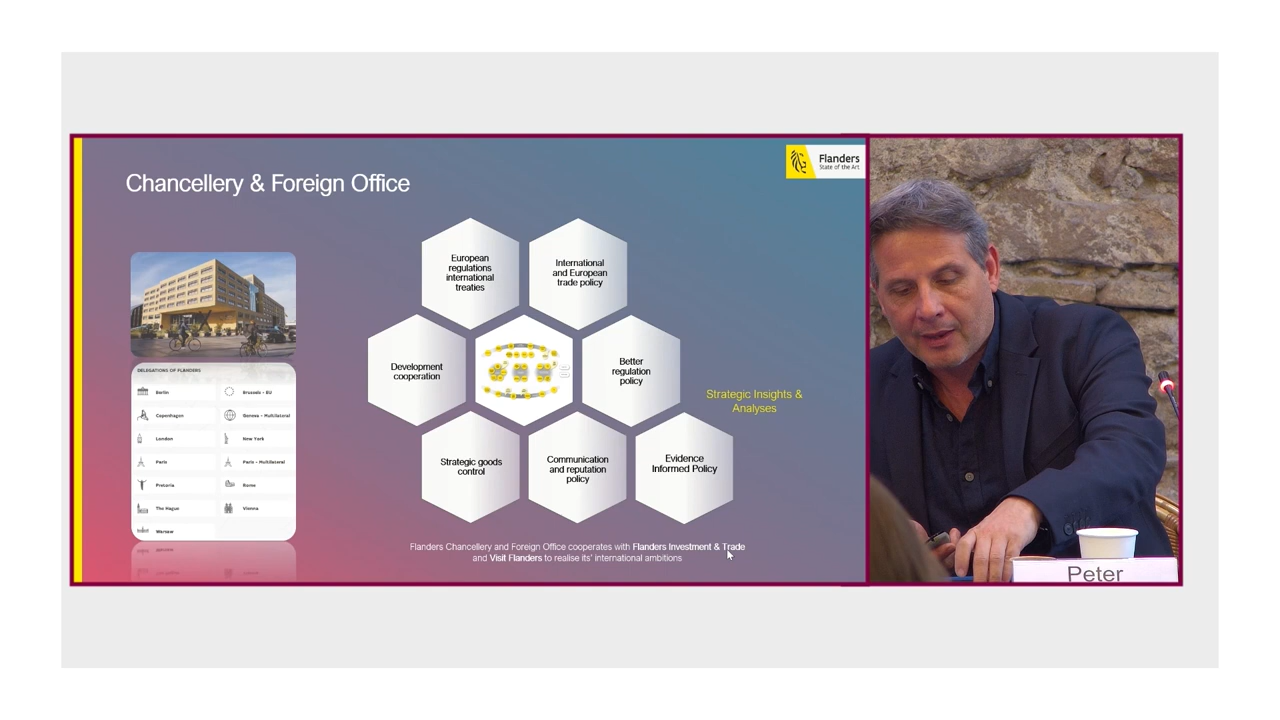 Flanders
State of the Art
Chancellery & Foreign Office
European
regulations
international
treaties
International
and European
trade policy
Development
cooperation
Better
regulation
policy
Strategic Insights &
Analyses
Strategic goods
control
Communication
and reputation
policy
Evidence
Informed Policy
DELEGATIONS OF FLANDERS
Berlin
Brussels - EU
Copenhagen
Geneva - Multilateral
London
New York
Paris
Paris - Multilateral
Pretoria
Rome
The Hague
Vienna
Warsaw
Flanders Chancellery and Foreign Office cooperates with Flanders Investment & Trade
and Visit Flanders to realise its' international ambitions
Peter